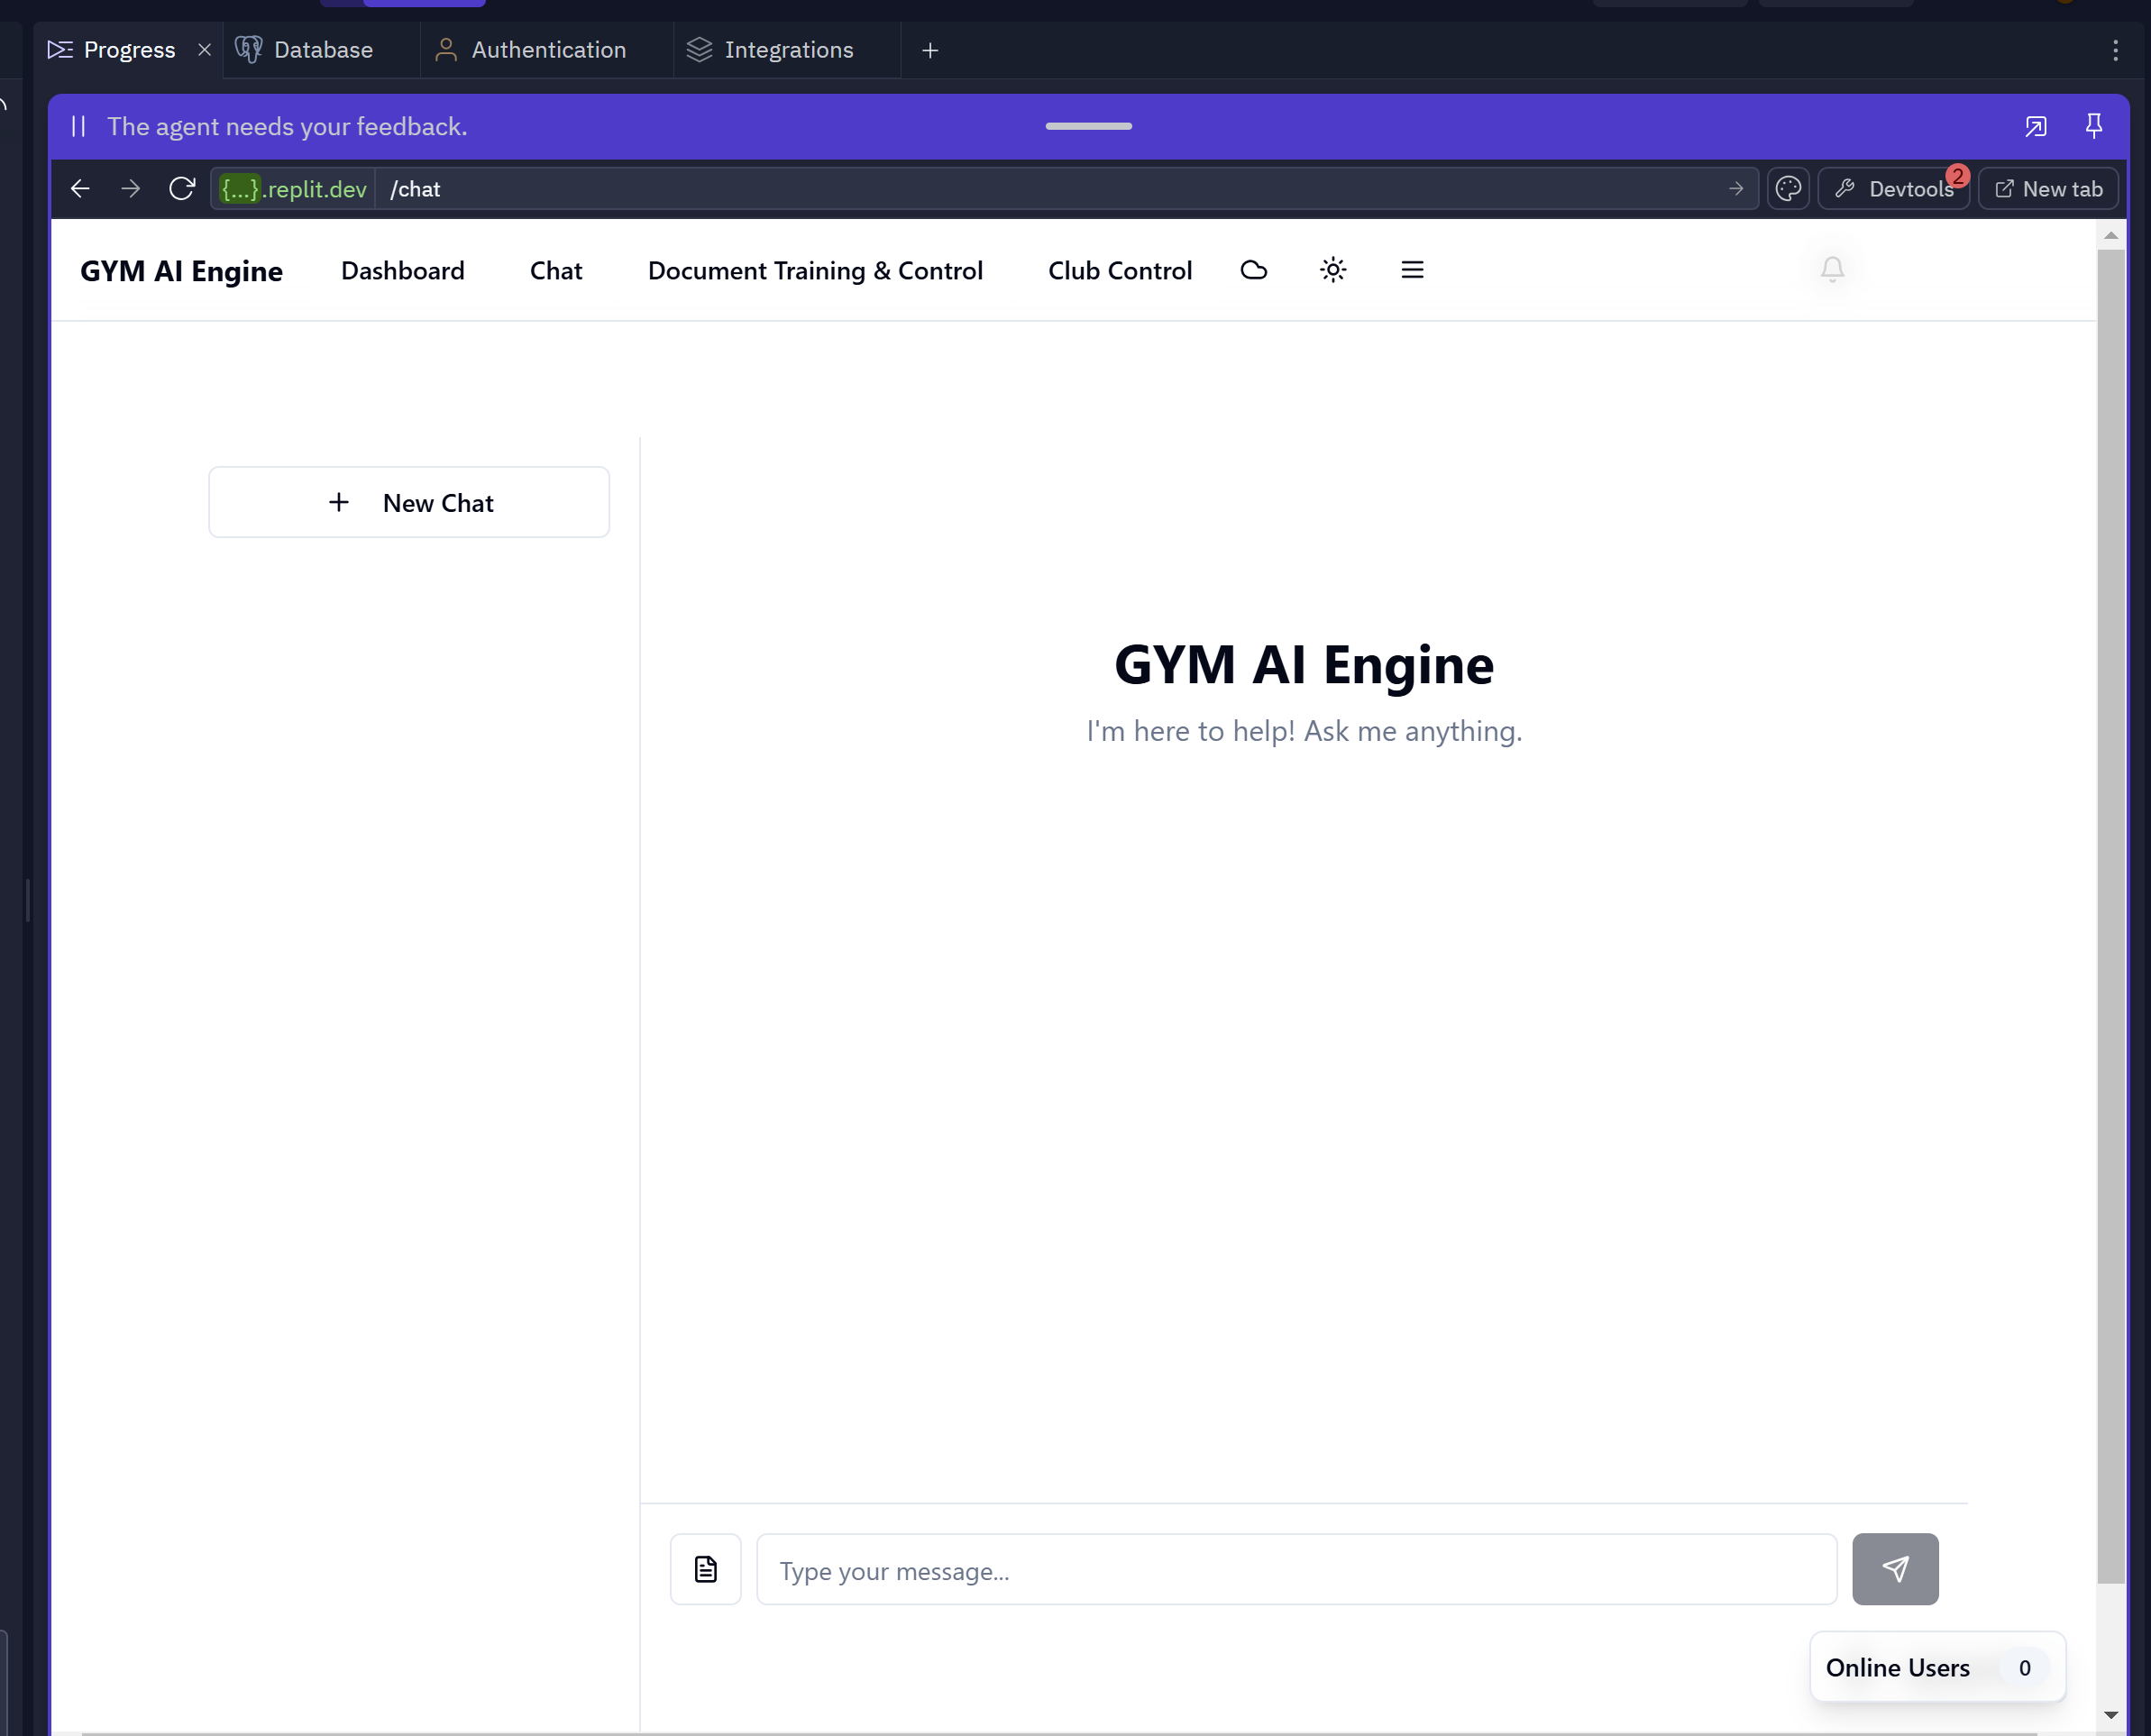 Progress Database Authentication Integrations
The agent needs your feedback.
{...}.replit.dev /chat Devtools 2 New tab
GYM AI Engine Dashboard Chat Document Training & Control Club Control
New Chat
GYM AI Engine
I'm here to help! Ask me anything.
Type your message...
Online Users 0